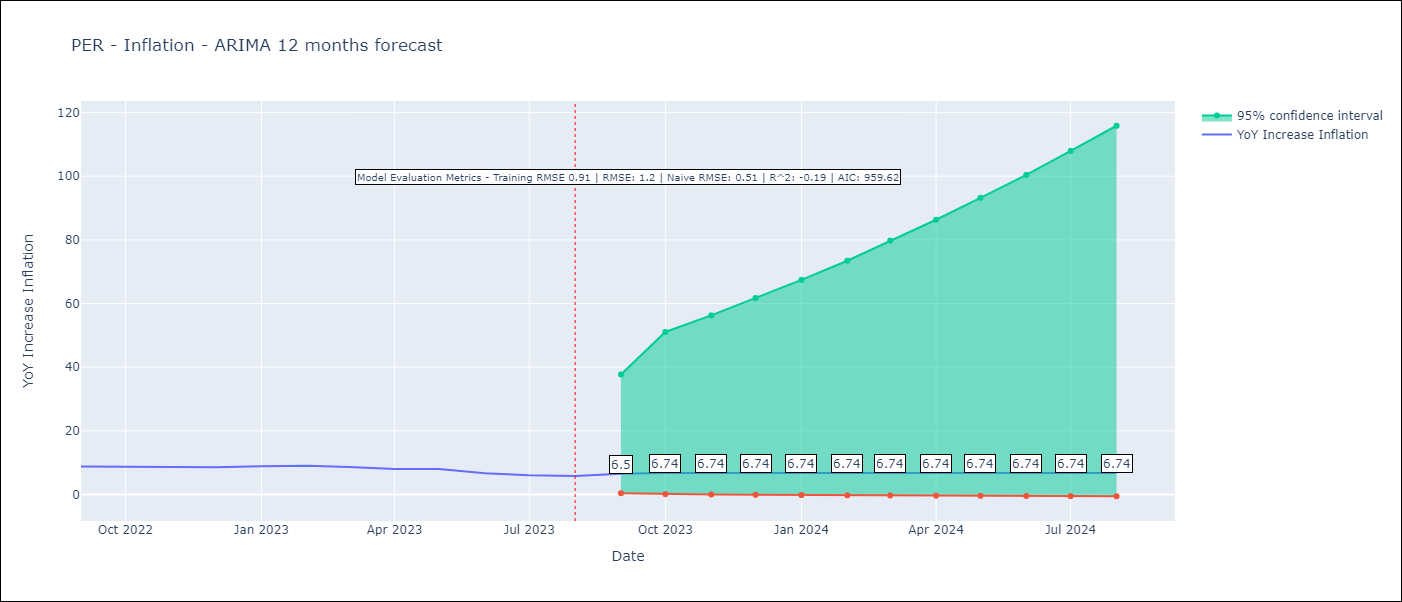 PER - Inflation - ARIMA 12 months forecast
95% confidence interval
YoY Increase Inflation
120
100
80
60
40
20
0
YoY Increase Inflation
Model Evaluation Metrics - Training RMSE 0.91 | RMSE: 1.2 | Naive RMSE: 0.51 | R^2: -0.19 | AIC: 959.62
6.5 6.74 6.74 6.74 6.74 6.74 6.74 6.74 6.74 6.74 6.74 6.74
Oct 2022 Jan 2023 Apr 2023 Jul 2023 Oct 2023 Jan 2024 Apr 2024 Jul 2024
Date